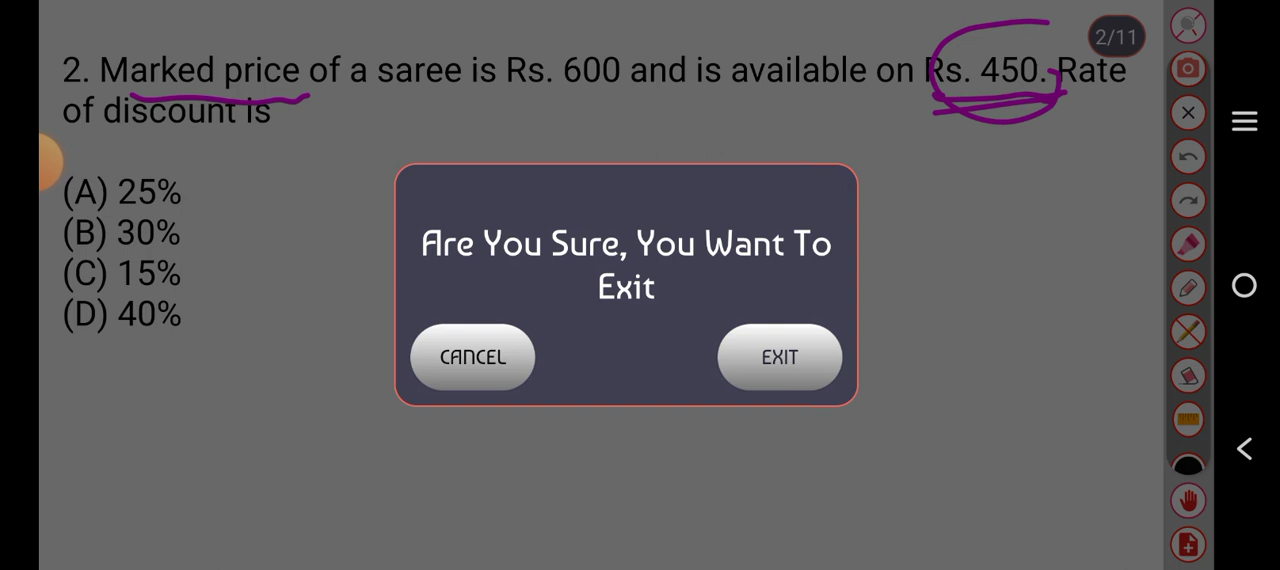 2/11
2. Marked price of a saree is Rs. 600 and is available on Rs. 450. Rate
of discount is
(A) 25%
(B) 30%
(C) 15%
(D) 40%
Are You Sure, You Want To
Exit
CANCEL
EXIT